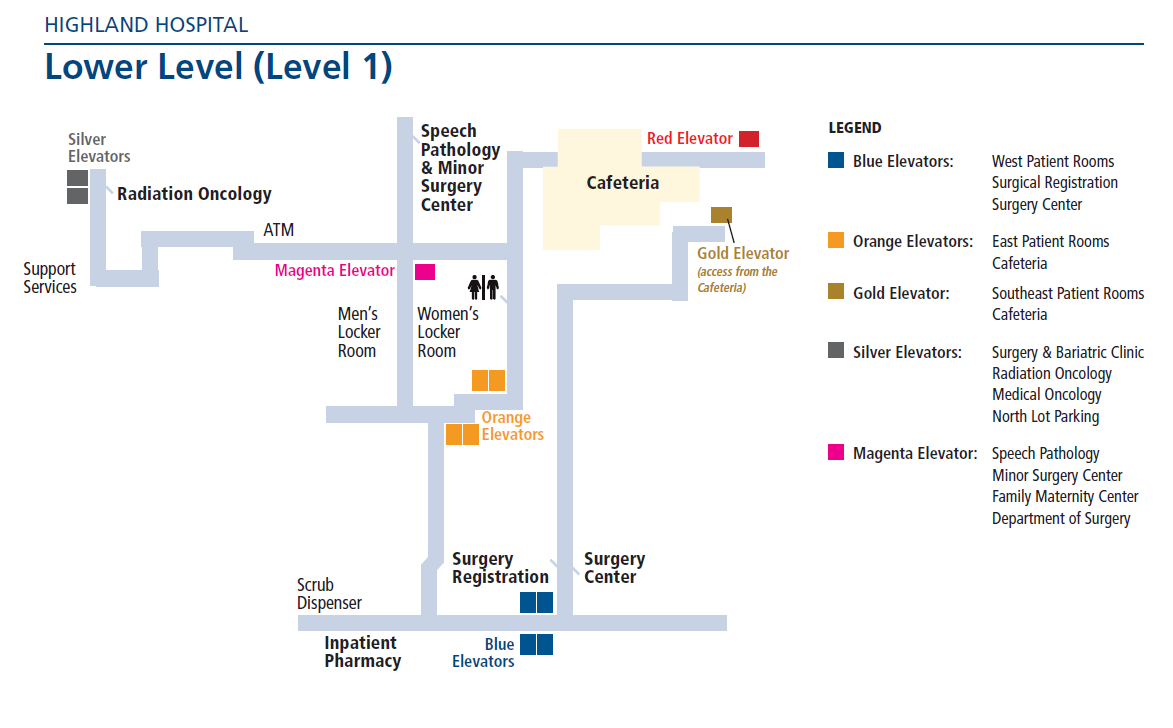 HIGHLAND HOSPITAL
Lower Level (Level 1)
Silver
Elevators
Radiation Oncology
Support
Services
ATM
Speech
Pathology
& Minor
Surgery
Center
Magenta Elevator
Men's
Locker
Room
Women's
Locker
Room
Orange
Elevators
Cafeteria
Red Elevator
Gold Elevator
(access from the
Cafeteria)
Surgery
Registration
Surgery
Center
Scrub
Dispenser
Inpatient
Pharmacy
Blue
Elevators
LEGEND
Blue Elevators: West Patient Rooms
Surgical Registration
Surgery Center
Orange Elevators: East Patient Rooms
Cafeteria
Gold Elevator: Southeast Patient Rooms
Cafeteria
Silver Elevators: Surgery & Bariatric Clinic
Radiation Oncology
Medical Oncology
North Lot Parking
Magenta Elevator: Speech Pathology
Minor Surgery Center
Family Maternity Center
Department of Surgery